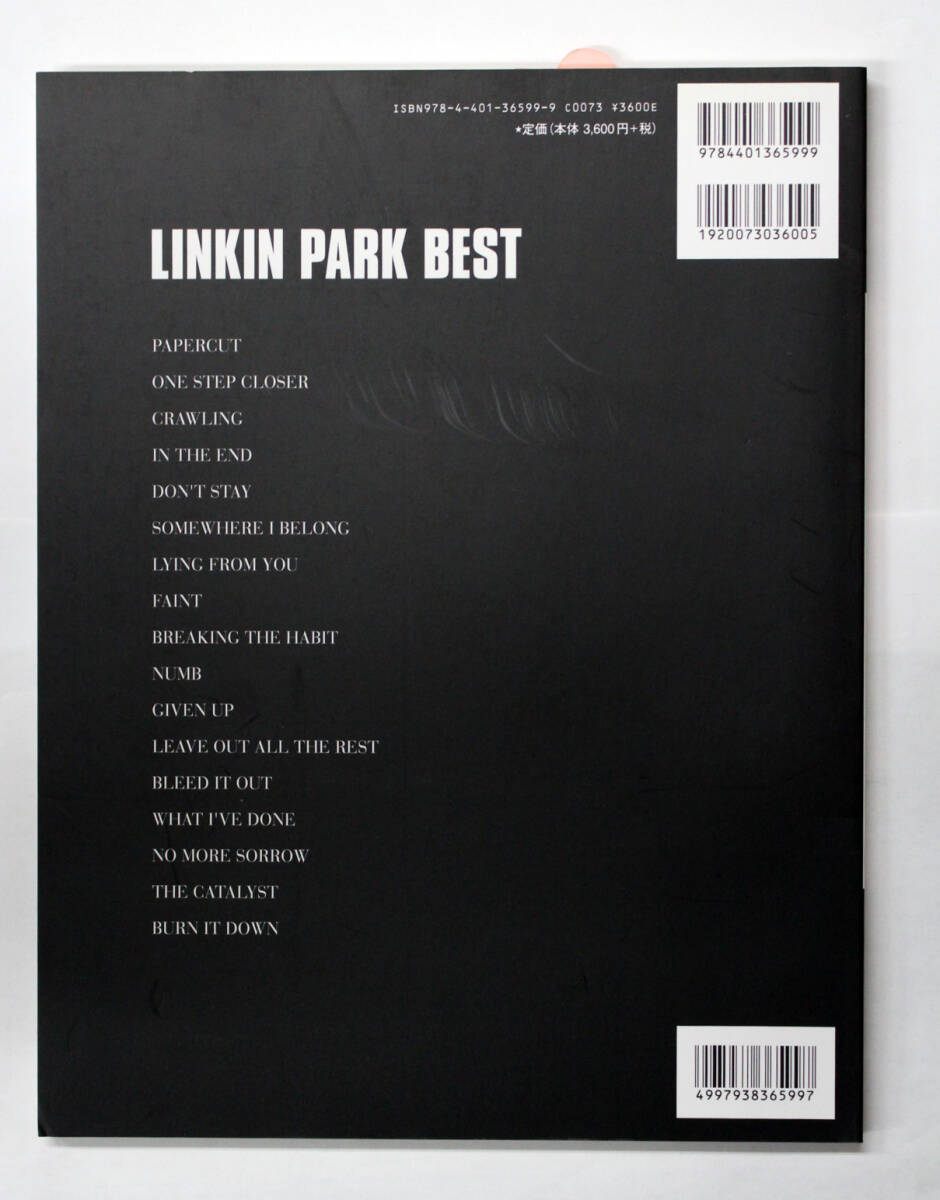 ISBN978-4-401-36599-9 C0073 ¥3600E
★定価(本体 3,600円+税)
9784401365999
1920073036005
LINKIN PARK BEST
PAPERCUT
ONE STEP CLOSER
CRAWLING
IN THE END
DON'T STAY
SOMEWHERE I BELONG
LYING FROM YOU
FAINT
BREAKING THE HABIT
NUMB
GIVEN UP
LEAVE OUT ALL THE REST
BLEED IT OUT
WHAT I'VE DONE
NO MORE SORROW
THE CATALYST
BURN IT DOWN
4997938365997